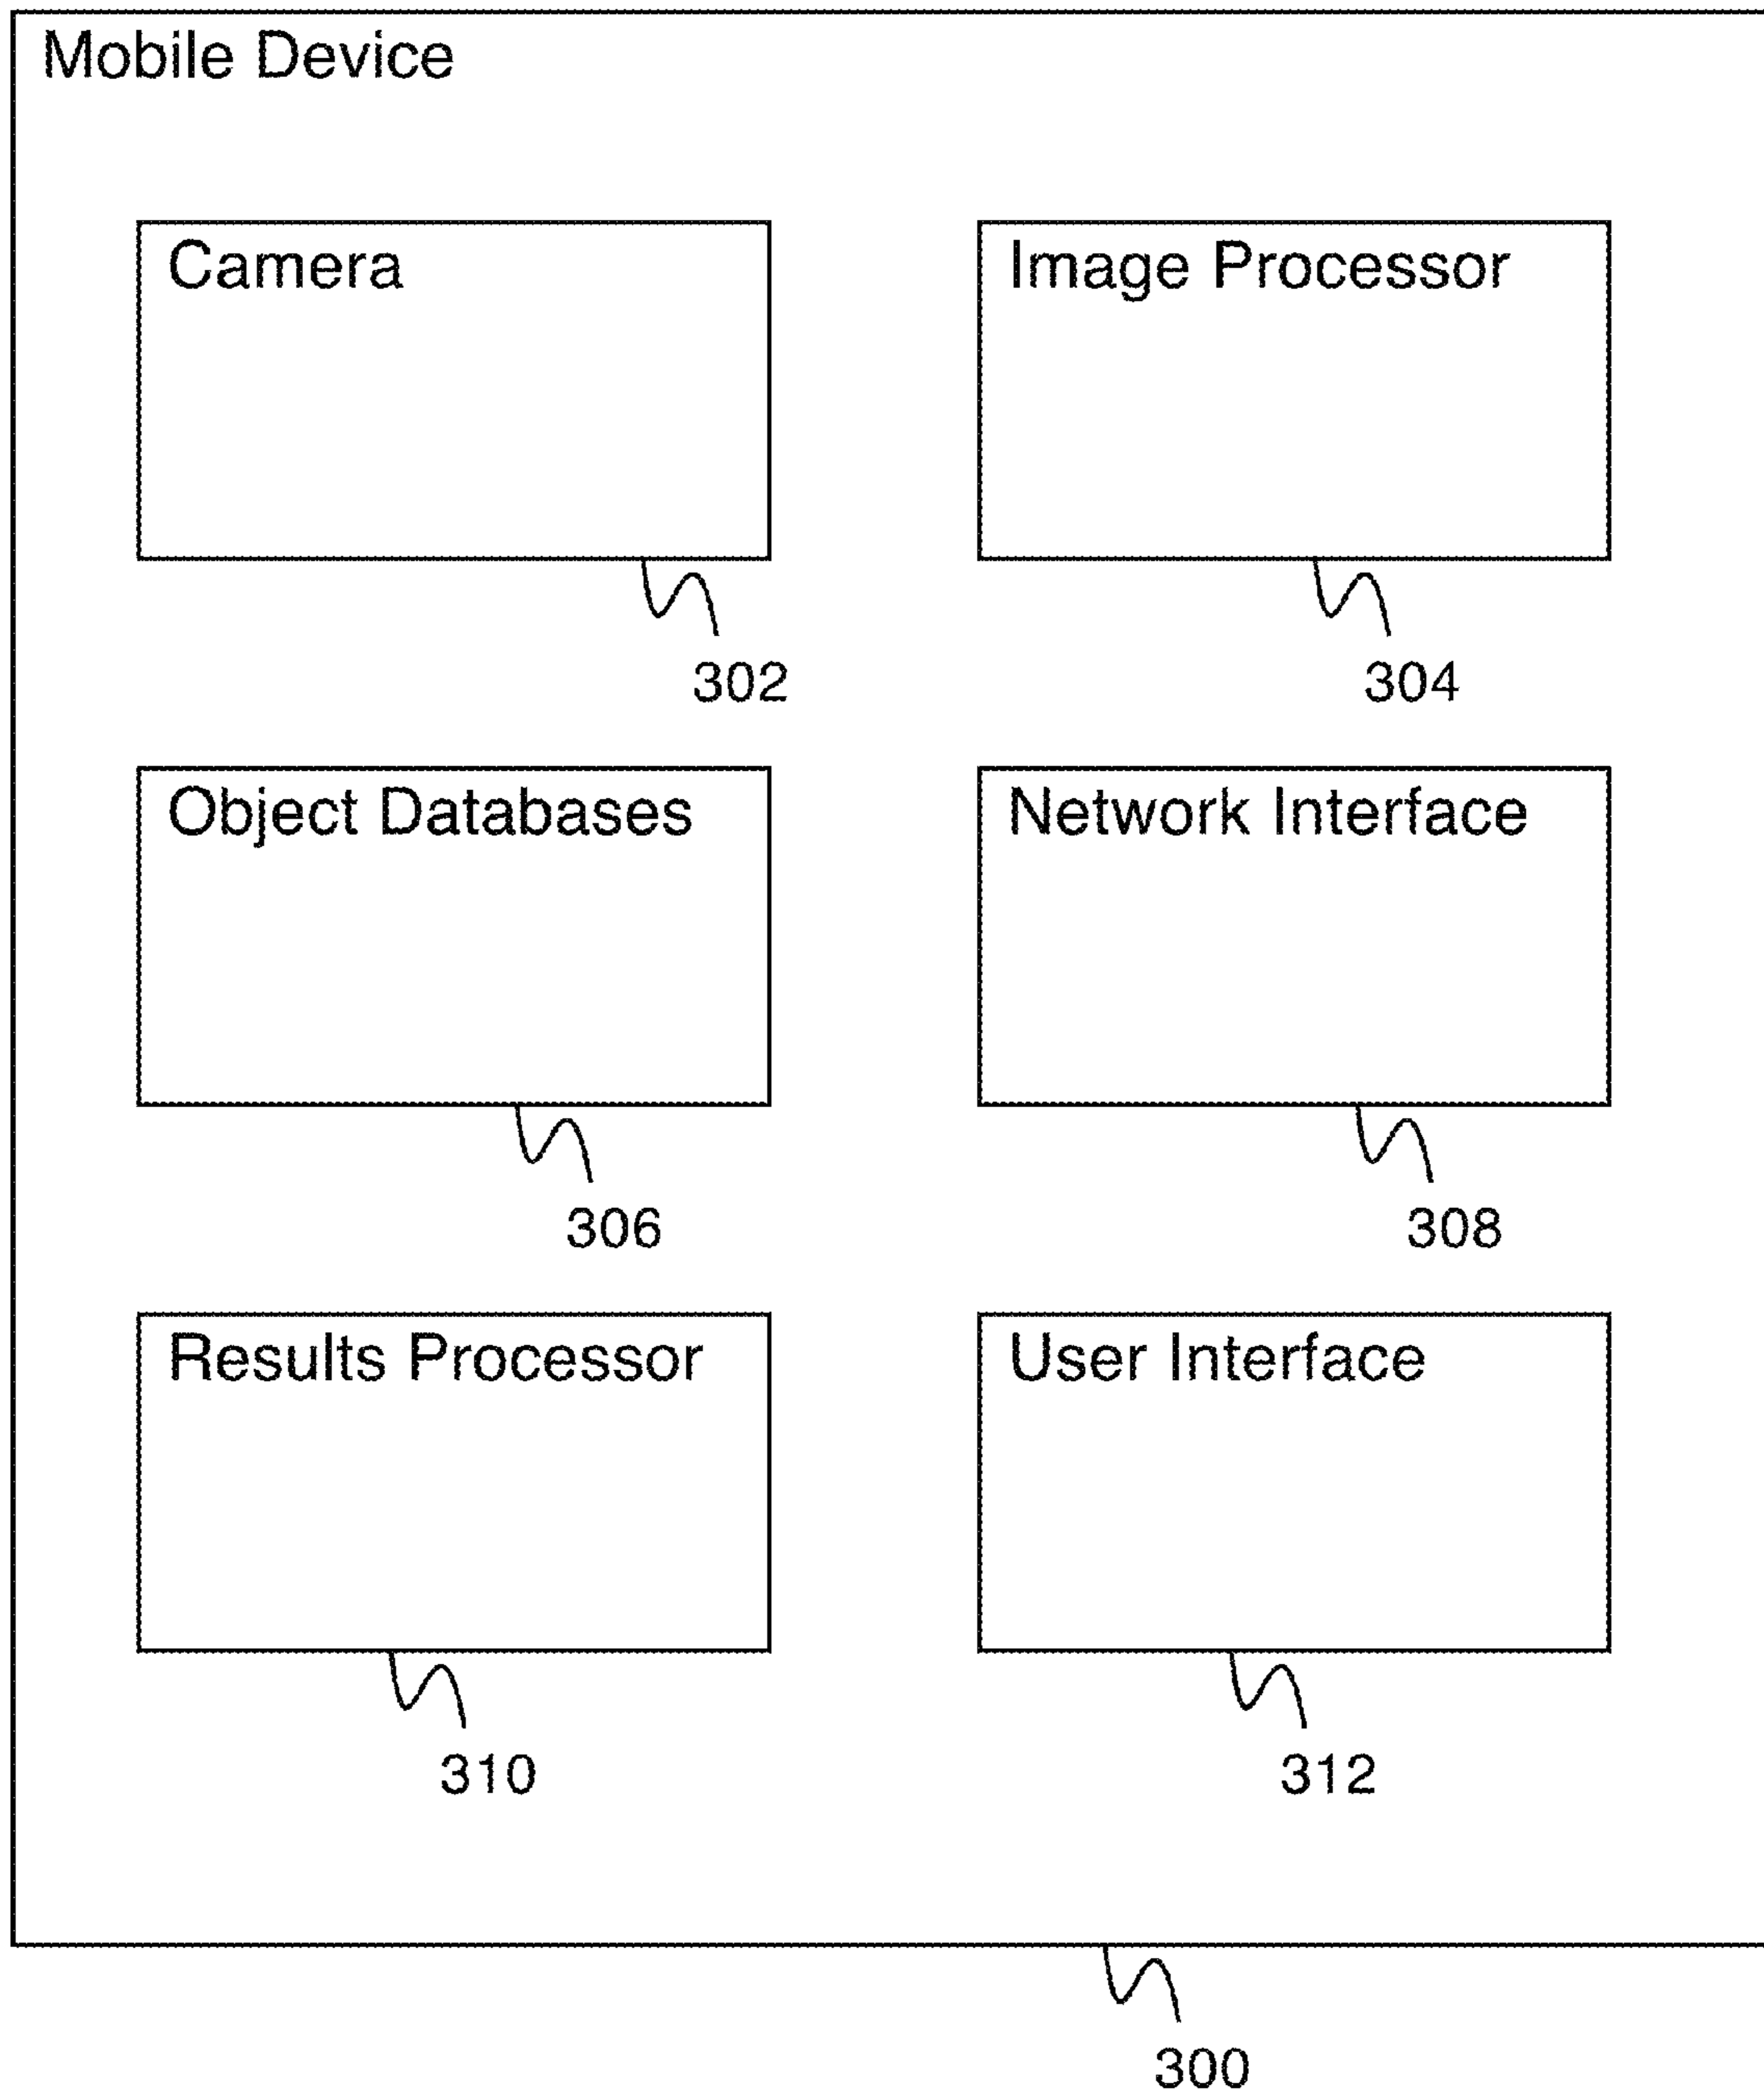 Mobile Device
Camera
Image Processor
302
304
Object Databases
Network Interface
306
308
Results Processor
User Interface
310
312
300